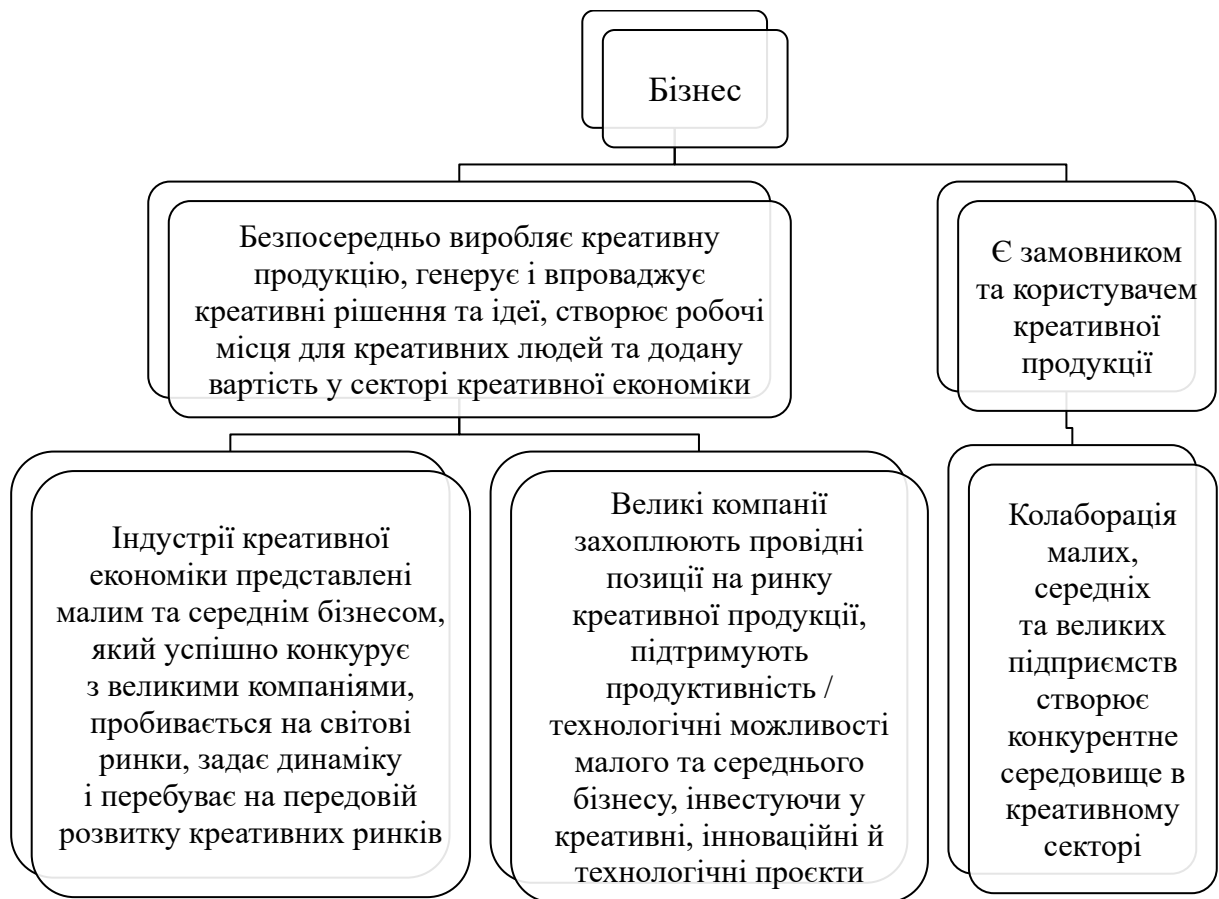 Бізнес
Безпосередньо виробляє креативну
продукцію, генерує і впроваджує
креативні рішення та ідеї, створює робочі
місця для креативних людей та додану
вартість у секторі креативної економіки
Є замовником
та користувачем
креативної
продукції
Індустрії креативної
економіки представлені
малим та середнім бізнесом,
який успішно конкурує
з великими компаніями,
пробивається на світові
ринки, задає динаміку
і перебуває на передовій
розвитку креативних ринків
Великі компанії
захоплюють провідні
позиції на ринку
креативної продукції,
підтримують
продуктивність /
технологічні можливості
малого та середнього
бізнесу, інвестуючи у
креативні, інноваційні й
технологічні проєкти
Колаборація
малих,
середніх
та великих
підприємств
створює
конкурентне
середовище в
креативному
секторі